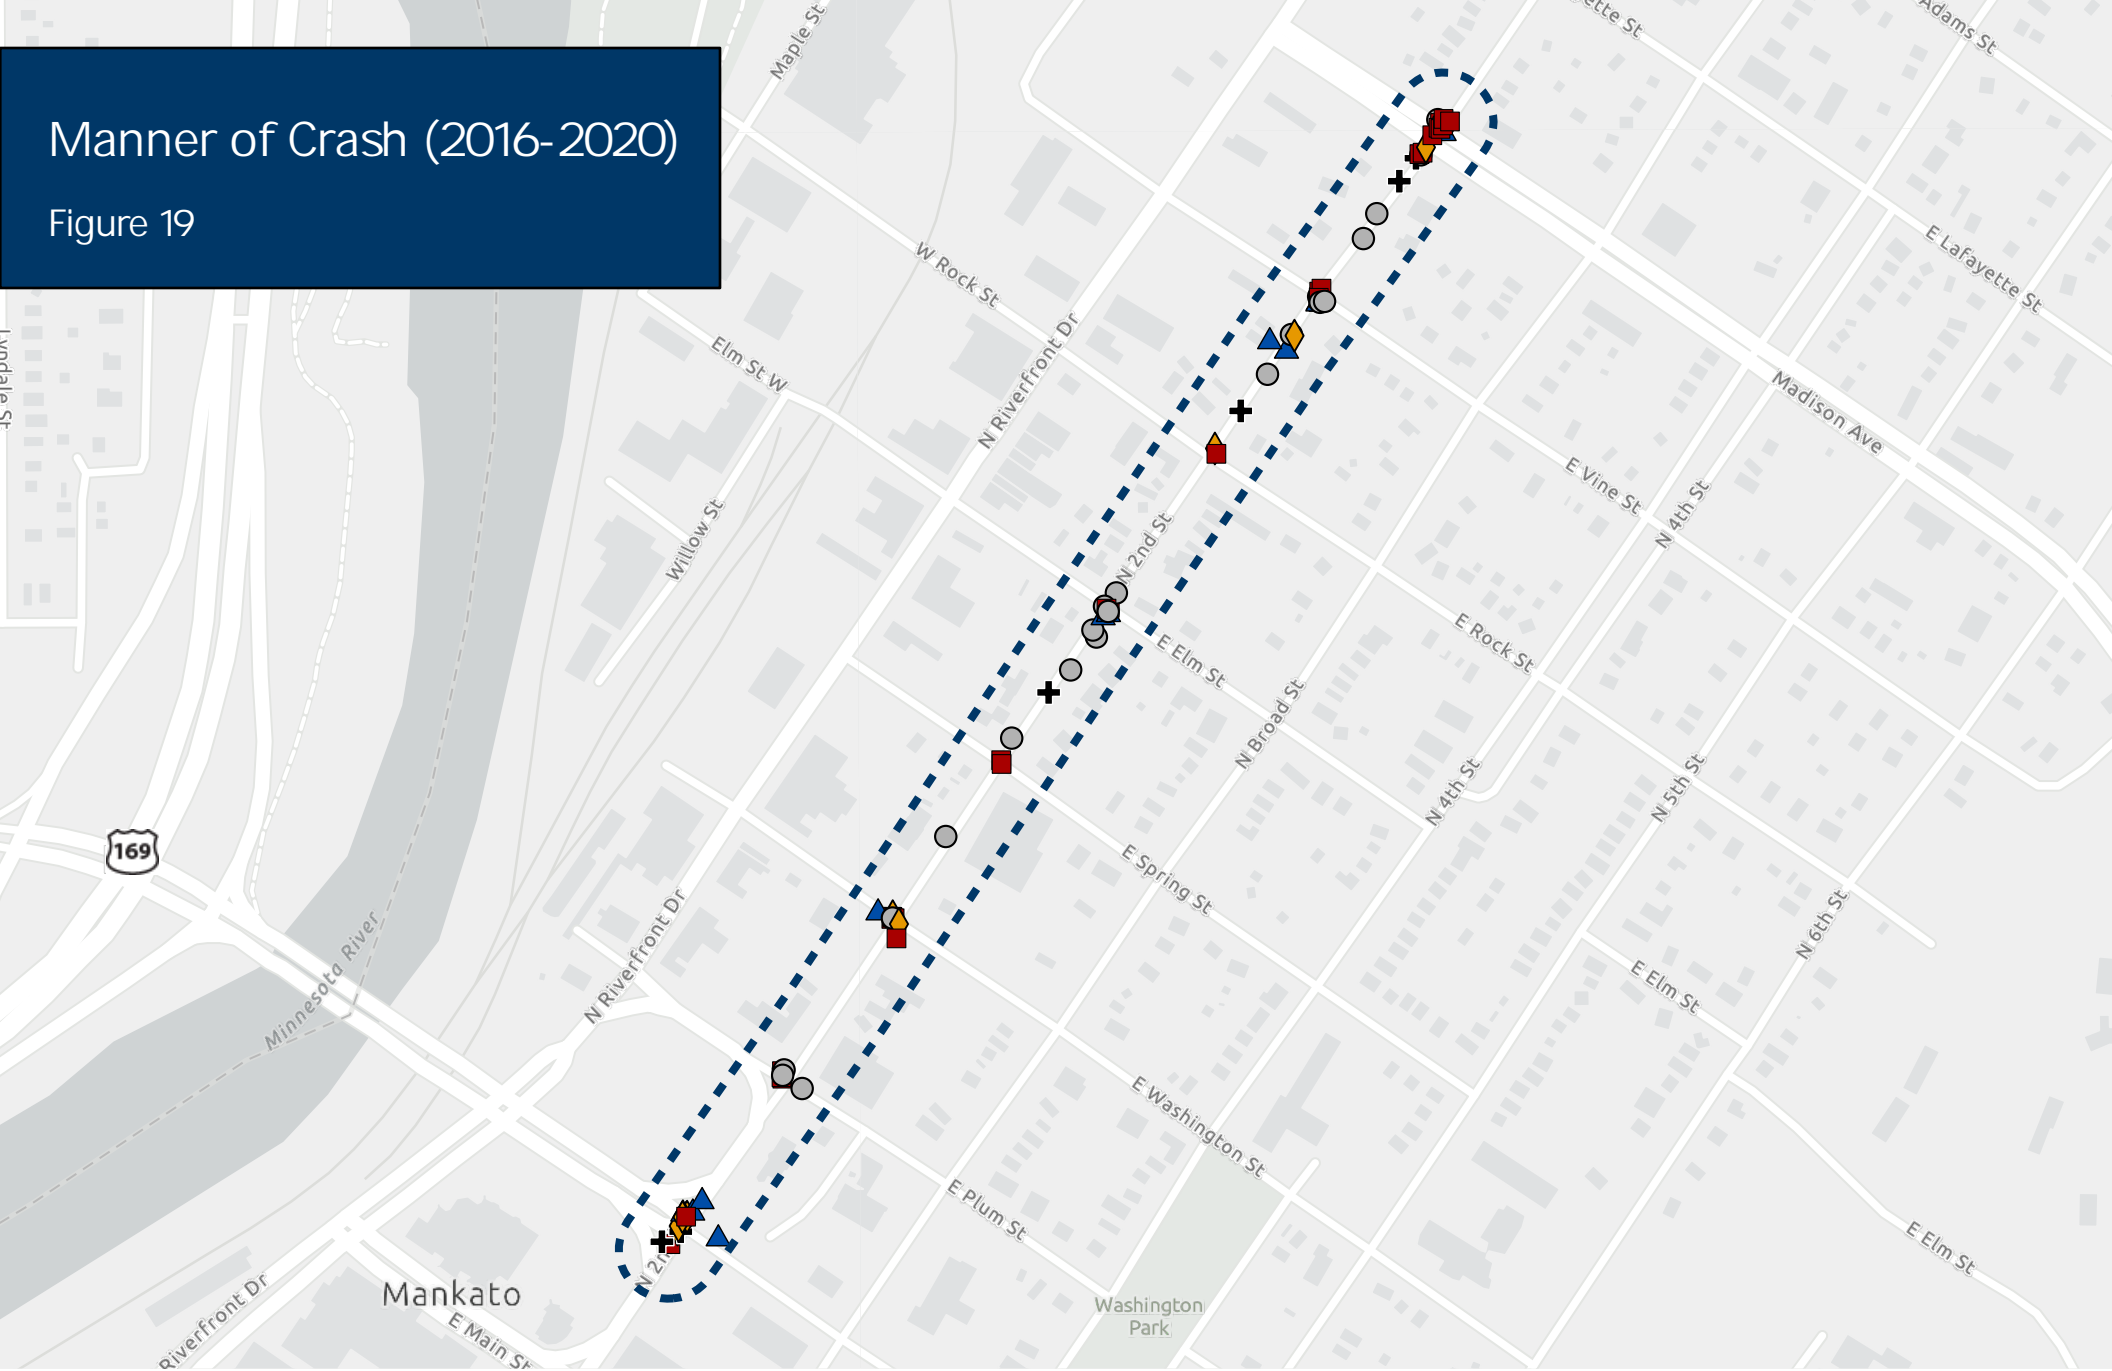 Manner of Crash (2016-2020)
Figure 19
Maple St
Adams St
E Lafayette St
W Rock St
N Riverfront Dr
Elm St W
Lyndale St
Madison Ave
E Vine St
N 4th St
Willow St
N 2nd St
E Rock St
E Elm St
N Broad St
N 4th St
N 5th St
169
E Spring St
N Riverfront Dr
N 6th St
Minnesota River
E Elm St
E Washington St
E Plum St
E Elm St
Mankato
Riverfront Dr
E Main St
Washington
Park